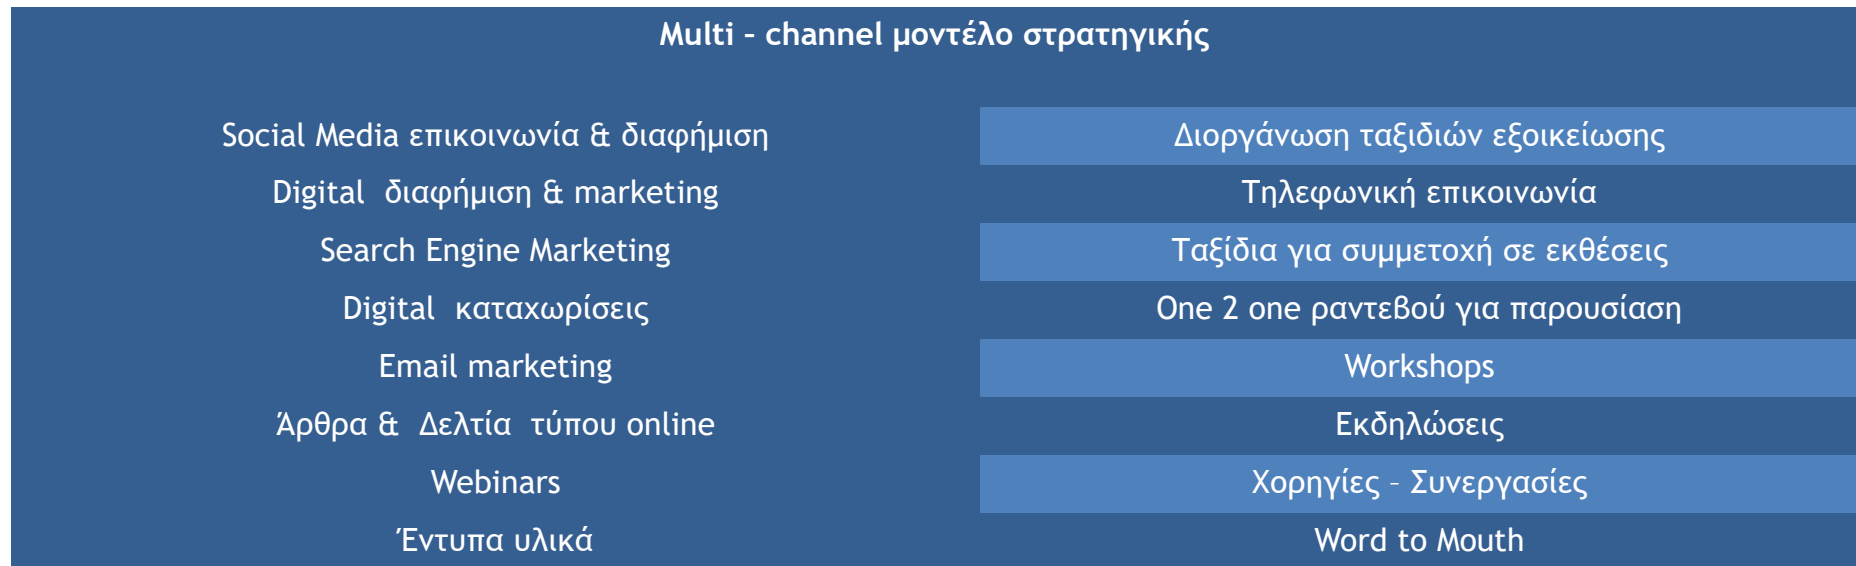 Multi – channel μοντέλο στρατηγικής
Social Media επικοινωνία & διαφήμιση Διοργάνωση ταξιδιών εξοικείωσης
Digital διαφήμιση & marketing Τηλεφωνική επικοινωνία
Search Engine Marketing Ταξίδια για συμμετοχή σε εκθέσεις
Digital καταχωρίσεις One 2 one ραντεβού για παρουσίαση
Email marketing Workshops
Άρθρα & Δελτία τύπου online Εκδηλώσεις
Webinars Χορηγίες – Συνεργασίες
Έντυπα υλικά Word to Mouth